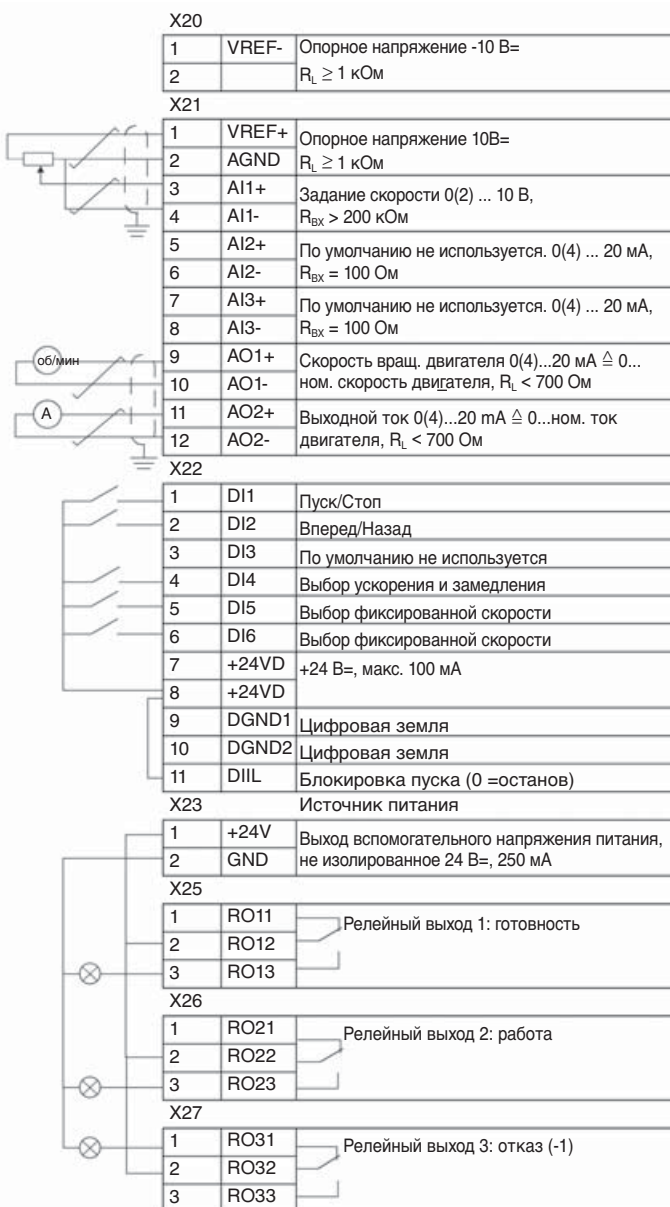 X20
1 VREF- Опорное напряжение -10 В=
2 R_L ≥ 1 кОм
X21
1 VREF+ Опорное напряжение 10В=
2 AGND R_L ≥ 1 кОм
3 AI1+ Задание скорости 0(2) ... 10 В,
4 AI1- R_ВХ > 200 кОм
5 AI2+ По умолчанию не используется. 0(4) ... 20 мА,
6 AI2- R_ВХ = 100 Ом
7 AI3+ По умолчанию не используется. 0(4) ... 20 мА,
8 AI3- R_ВХ = 100 Ом
об/мин 9 AO1+ Скорость вращ. двигателя 0(4)...20 мА ≙ 0...
10 AO1- ном. скорость двигателя, R_L < 700 Ом
A 11 AO2+ Выходной ток 0(4)...20 mA ≙ 0...ном. ток
12 AO2- двигателя, R_L < 700 Ом
X22
1 DI1 Пуск/Стоп
2 DI2 Вперед/Назад
3 DI3 По умолчанию не используется
4 DI4 Выбор ускорения и замедления
5 DI5 Выбор фиксированной скорости
6 DI6 Выбор фиксированной скорости
7 +24VD +24 В=, макс. 100 мА
8 +24VD
9 DGND1 Цифровая земля
10 DGND2 Цифровая земля
11 DIIL Блокировка пуска (0 =останов)
X23 Источник питания
1 +24V Выход вспомогательного напряжения питания,
2 GND не изолированное 24 В=, 250 мА
X25
1 RO11 Релейный выход 1: готовность
2 RO12
3 RO13
X26
1 RO21 Релейный выход 2: работа
2 RO22
3 RO23
X27
1 RO31 Релейный выход 3: отказ (-1)
2 RO32
3 RO33